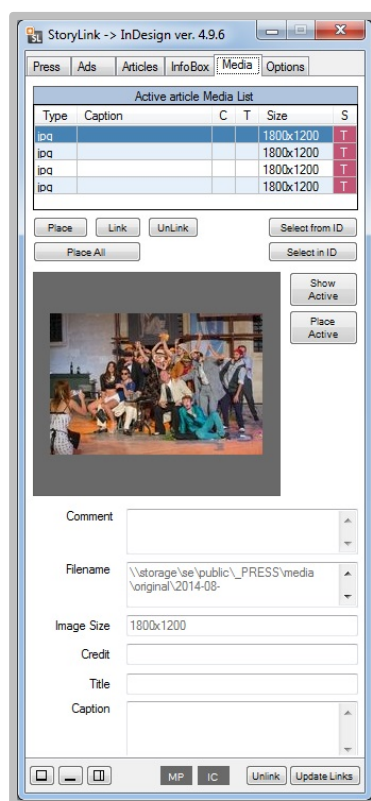 SL StoryLink -> InDesign ver. 4.9.6
Press Ads Articles InfoBox Media Options
Active article Media List
Type Caption C T Size S
jpg 1800x1200 T
jpg 1800x1200 T
jpg 1800x1200 T
jpg 1800x1200 T
Place Link UnLink Select from ID
Place All Select in ID
Show
Active
Place
Active
Comment
Filename \\storage\se\public\_PRESS\media
\original\2014-08-
Image Size 1800x1200
Credit
Title
Caption
MP IC Unlink Update Links